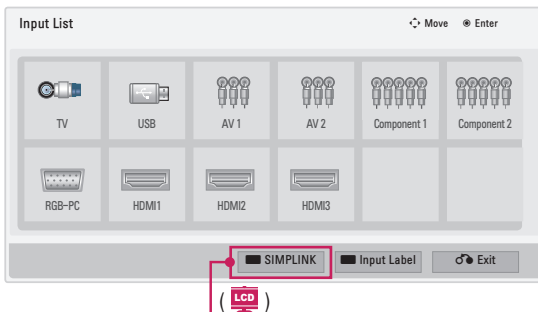 Input List Move Enter
TV USB AV 1 AV 2 Component 1 Component 2
RGB-PC HDMI1 HDMI2 HDMI3
SIMPLINK Input Label Exit
( LCD )